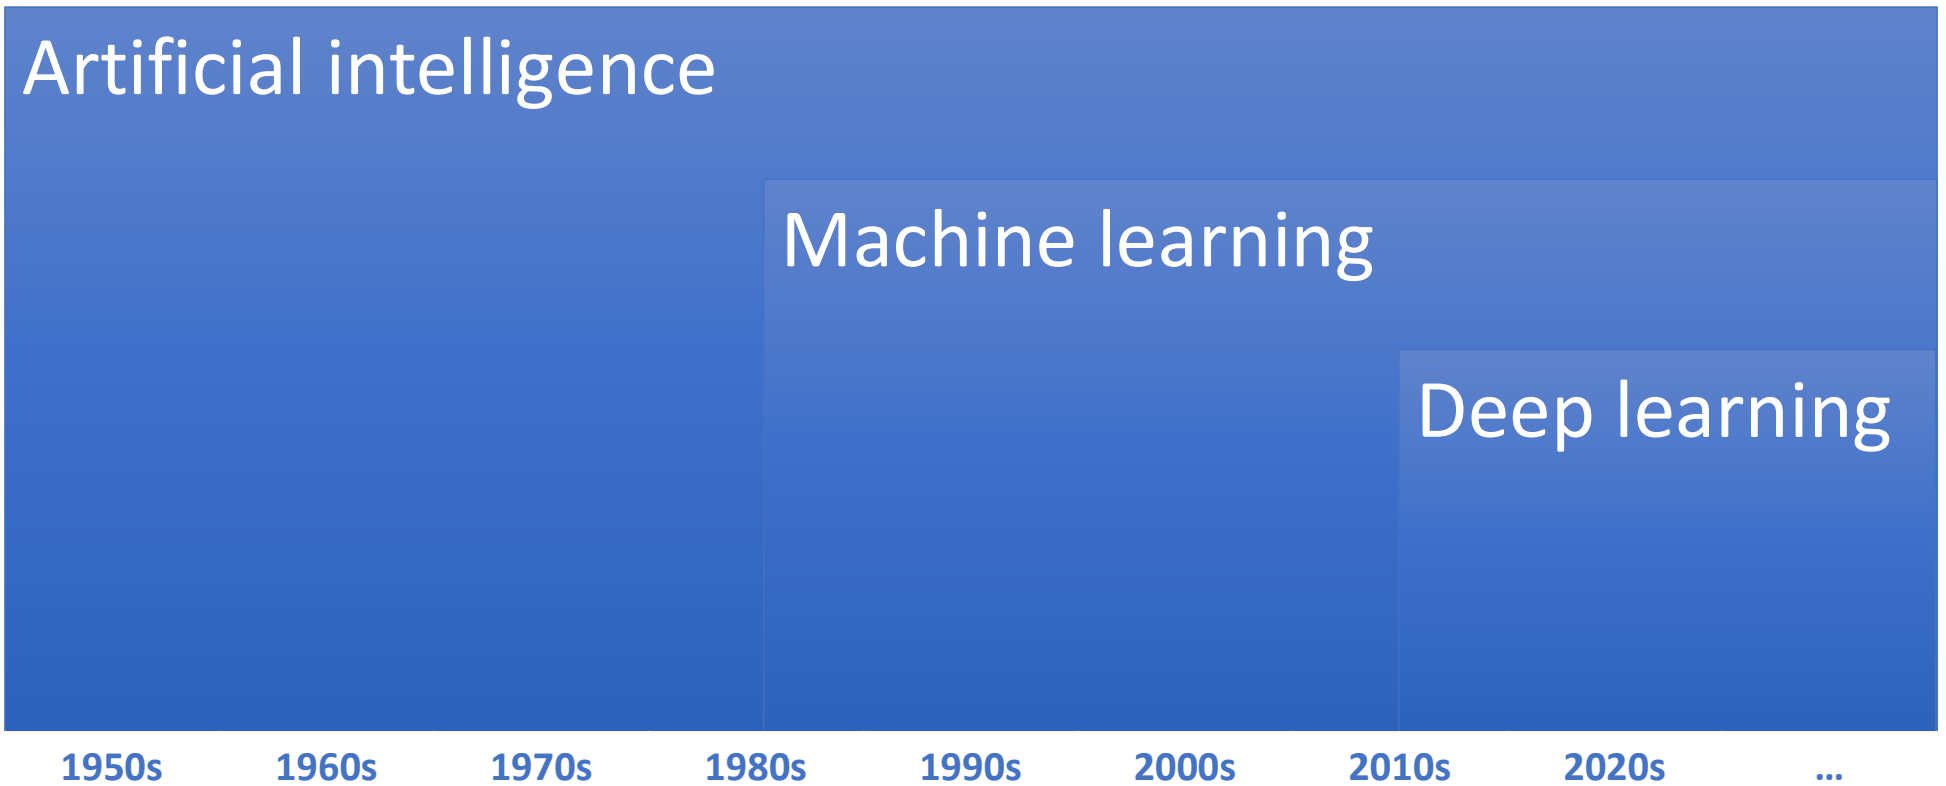 Artificial intelligence
Machine learning
Deep learning
1950s 1960s 1970s 1980s 1990s 2000s 2010s 2020s ...